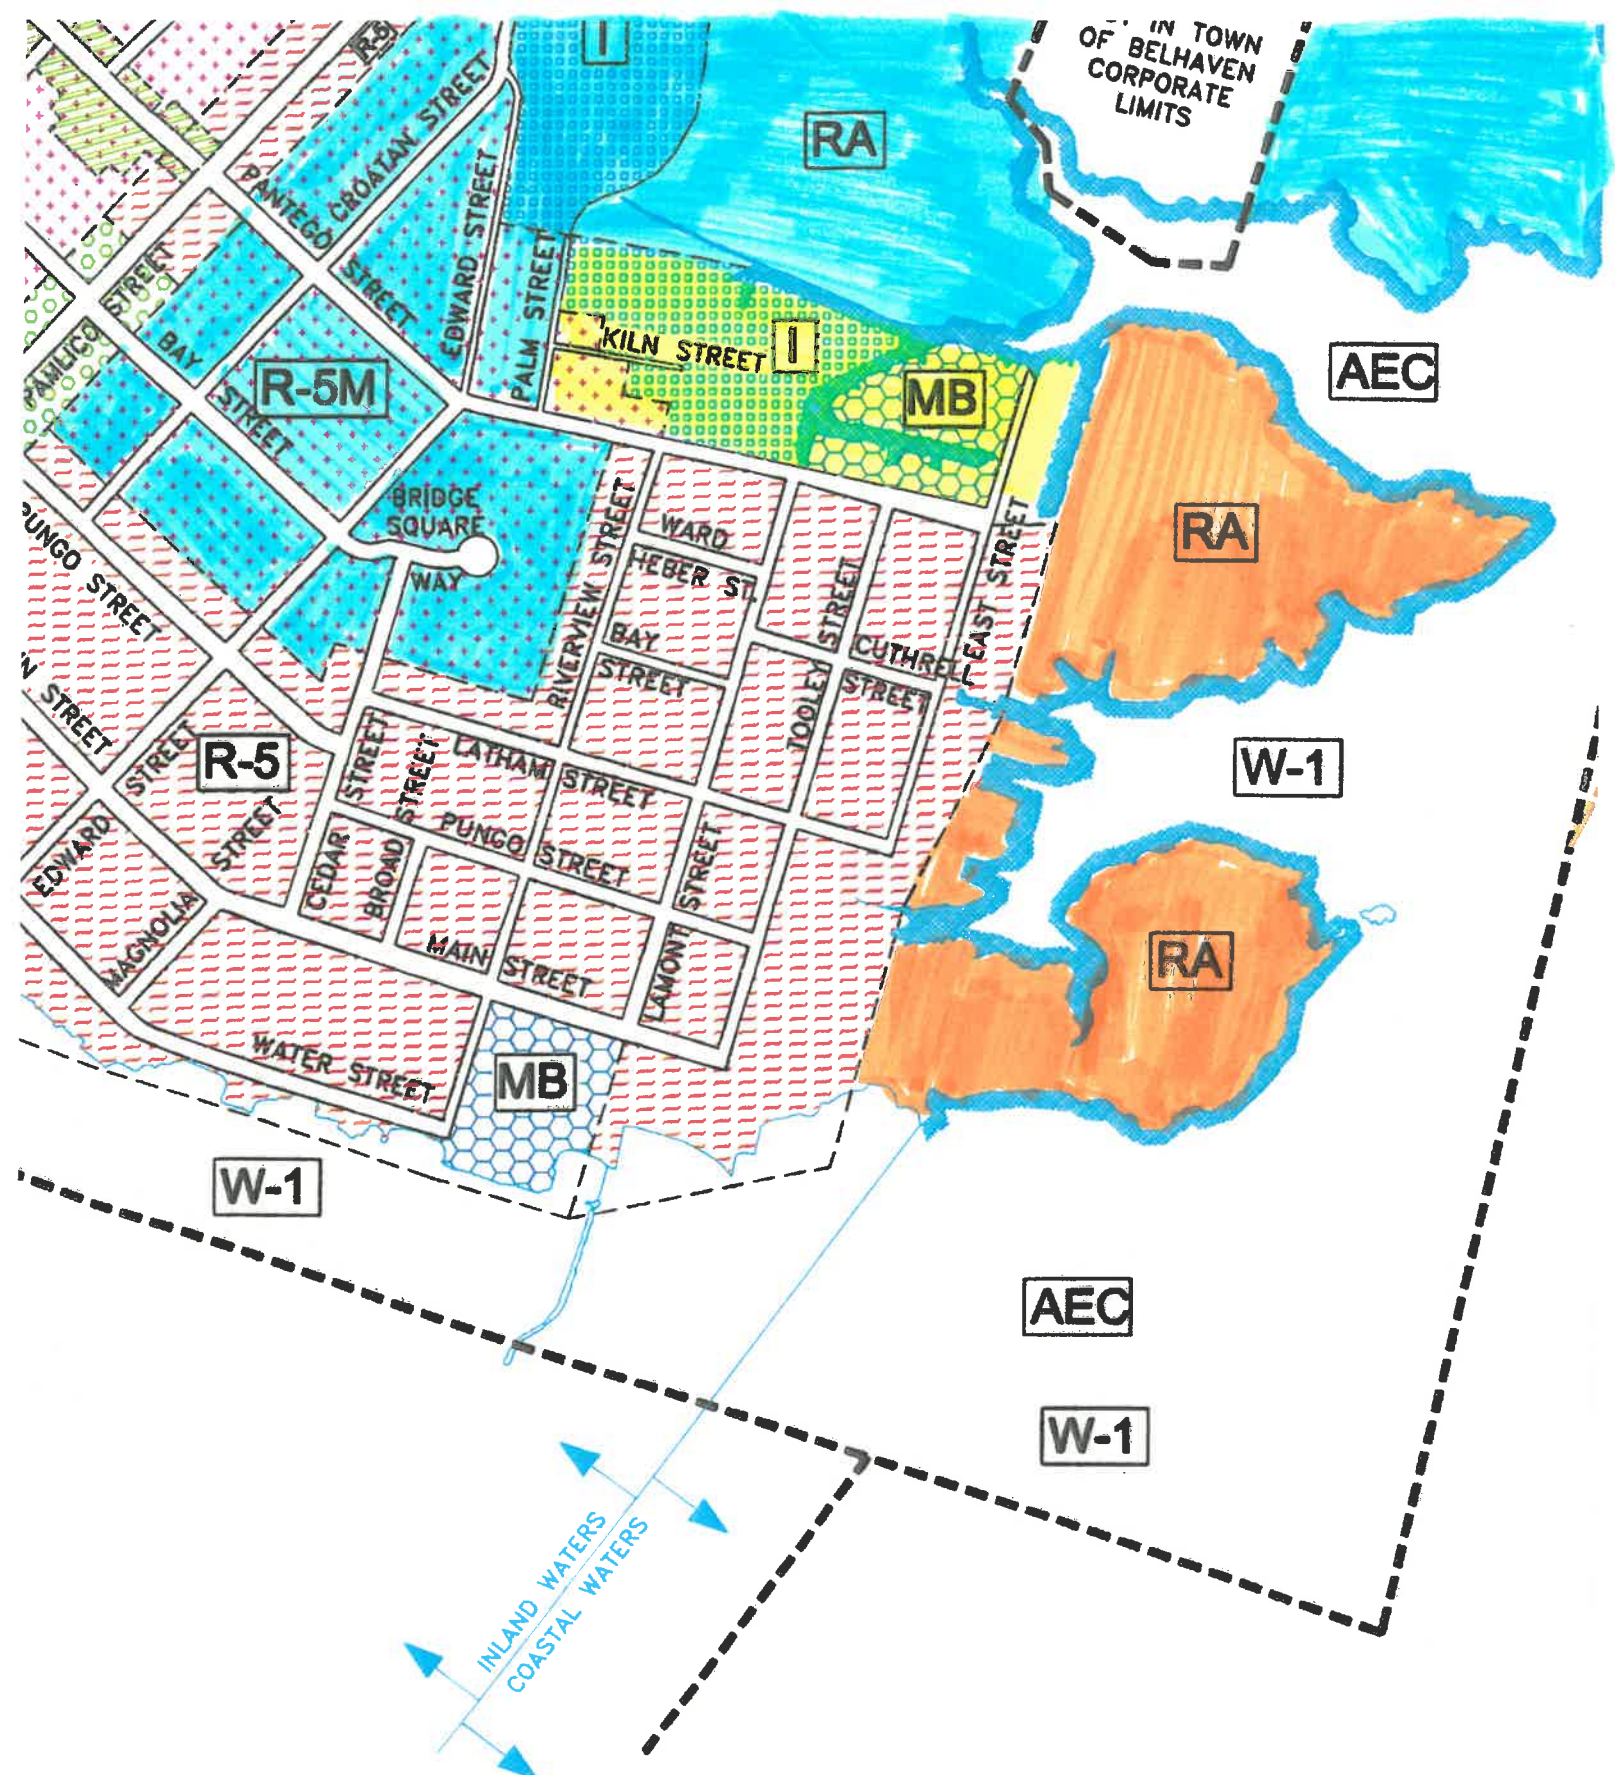 IN TOWN
OF BELHAVEN
CORPORATE
LIMITS
R-5
I
RA
CROATAN STREET
PANTEGO
STREET
EDWARD STREET
PALM STREET
STREET
BAY
STREET
R-5M
KILN STREET
I
MB
AEC
BRIDGE
SQUARE
WAY
RIVERVIEW STREET
WARD
HEBER ST.
BAY
STREET
STREET
TOOLEY
CUTHREL
STREET
EAST STREET
RA
PUNGO STREET
STREET
STREET
R-5
STREET
STREET
STREET
LATHAM STREET
PUNGO STREET
STREET
W-1
EDWARD
MAGNOLIA
CEDAR
BROAD
MAIN STREET
LAMONT
RA
WATER STREET
MB
W-1
AEC
W-1
INLAND WATERS
COASTAL WATERS